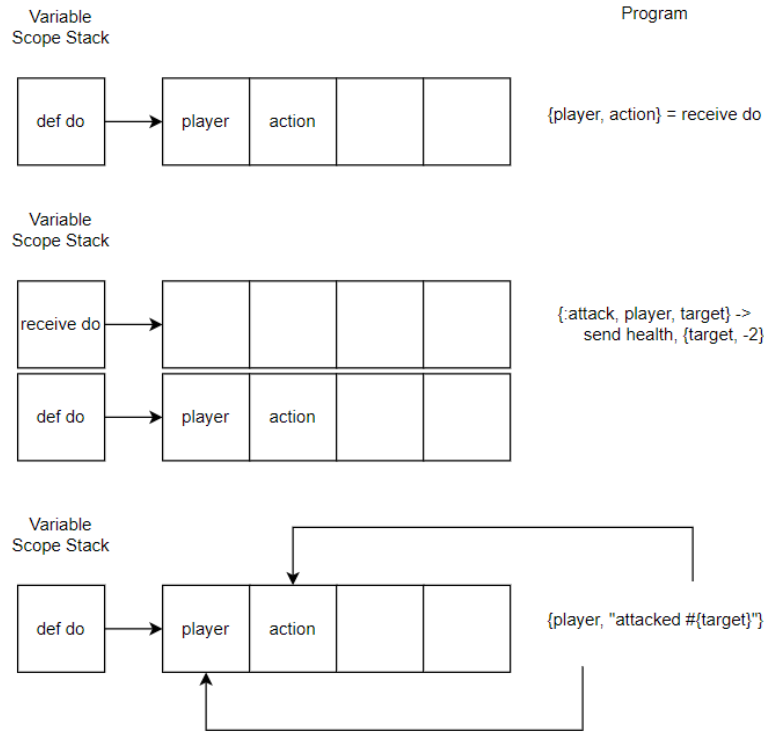 Variable
Scope Stack
Program
def do
player
action
{player, action} = receive do
Variable
Scope Stack
receive do
{:attack, player, target} ->
send health, {target, -2}
def do
player
action
Variable
Scope Stack
def do
player
action
{player, "attacked #{target}"}